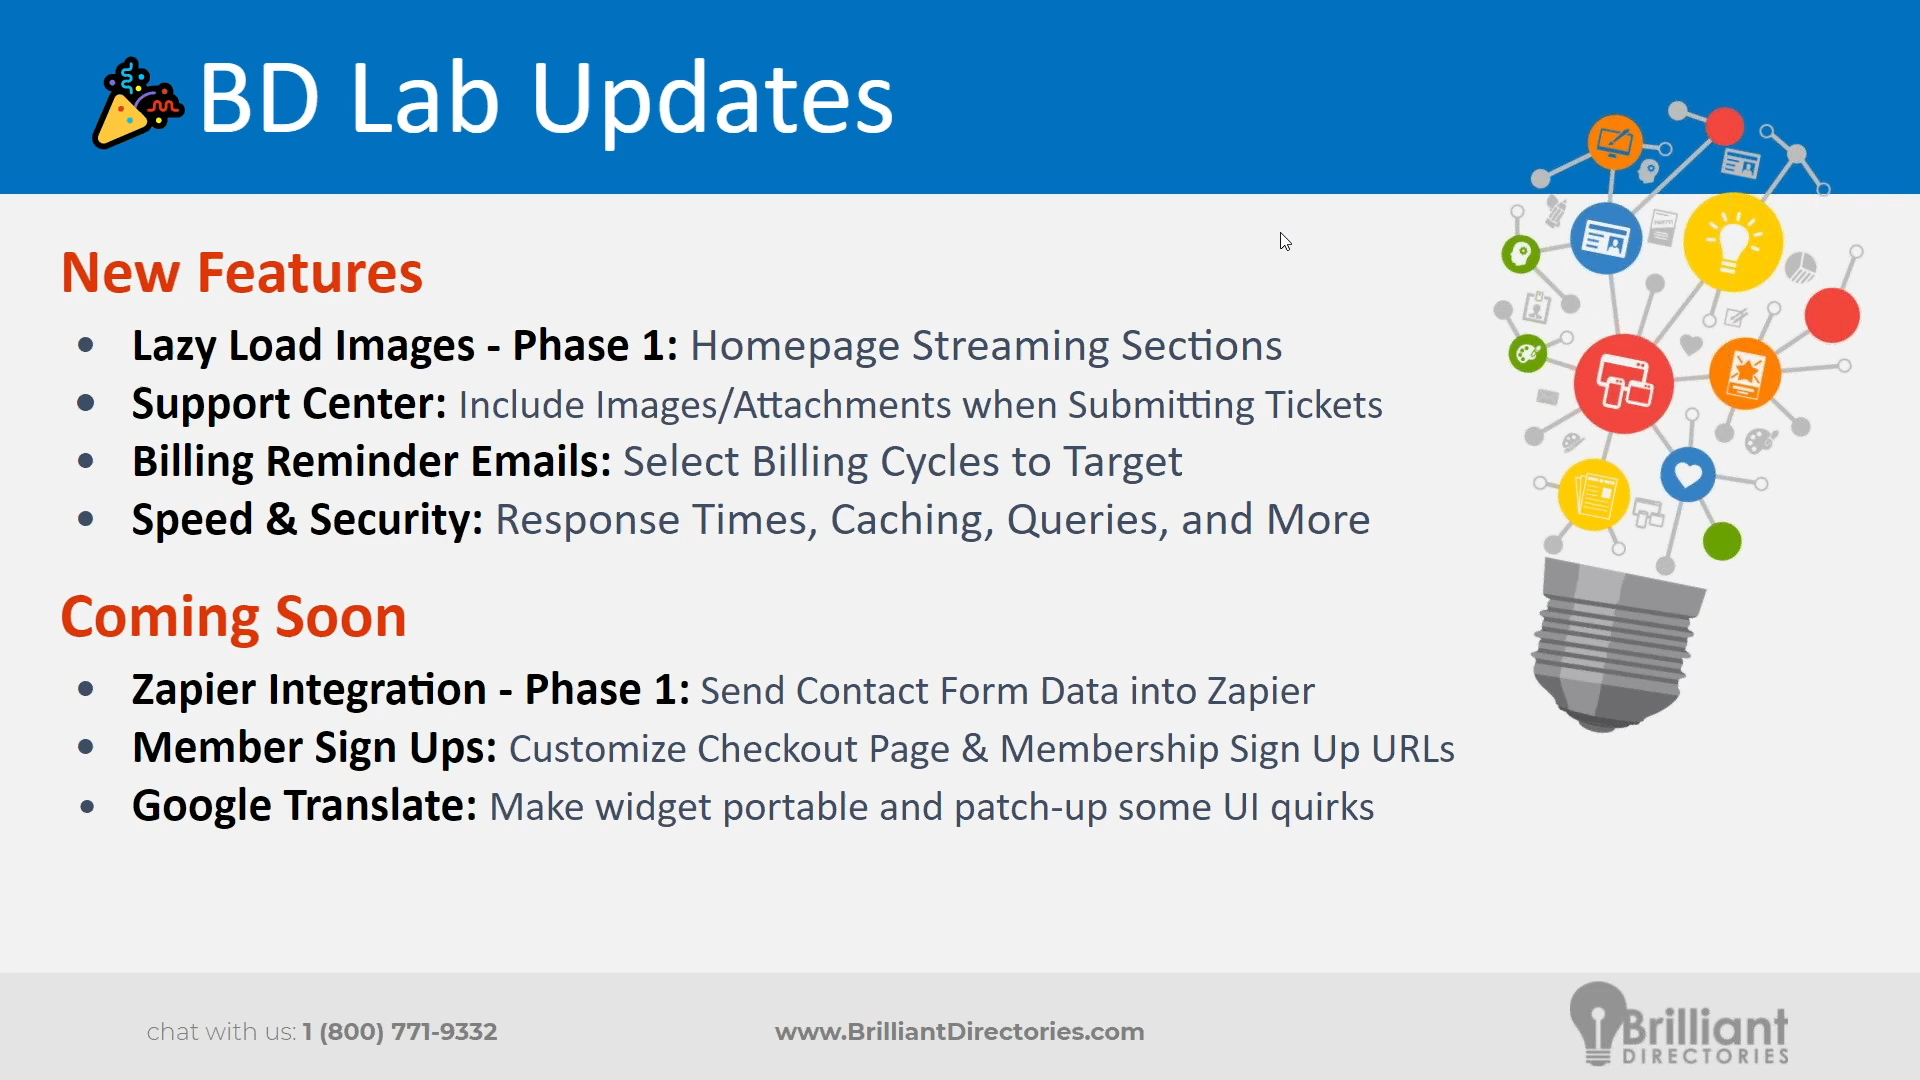 BD Lab Updates
New Features
• Lazy Load Images - Phase 1: Homepage Streaming Sections
• Support Center: Include Images/Attachments when Submitting Tickets
• Billing Reminder Emails: Select Billing Cycles to Target
• Speed & Security: Response Times, Caching, Queries, and More
Coming Soon
• Zapier Integration - Phase 1: Send Contact Form Data into Zapier
• Member Sign Ups: Customize Checkout Page & Membership Sign Up URLs
• Google Translate: Make widget portable and patch-up some UI quirks
chat with us: 1 (800) 771-9332
www.BrilliantDirectories.com
Brilliant
DIRECTORIES